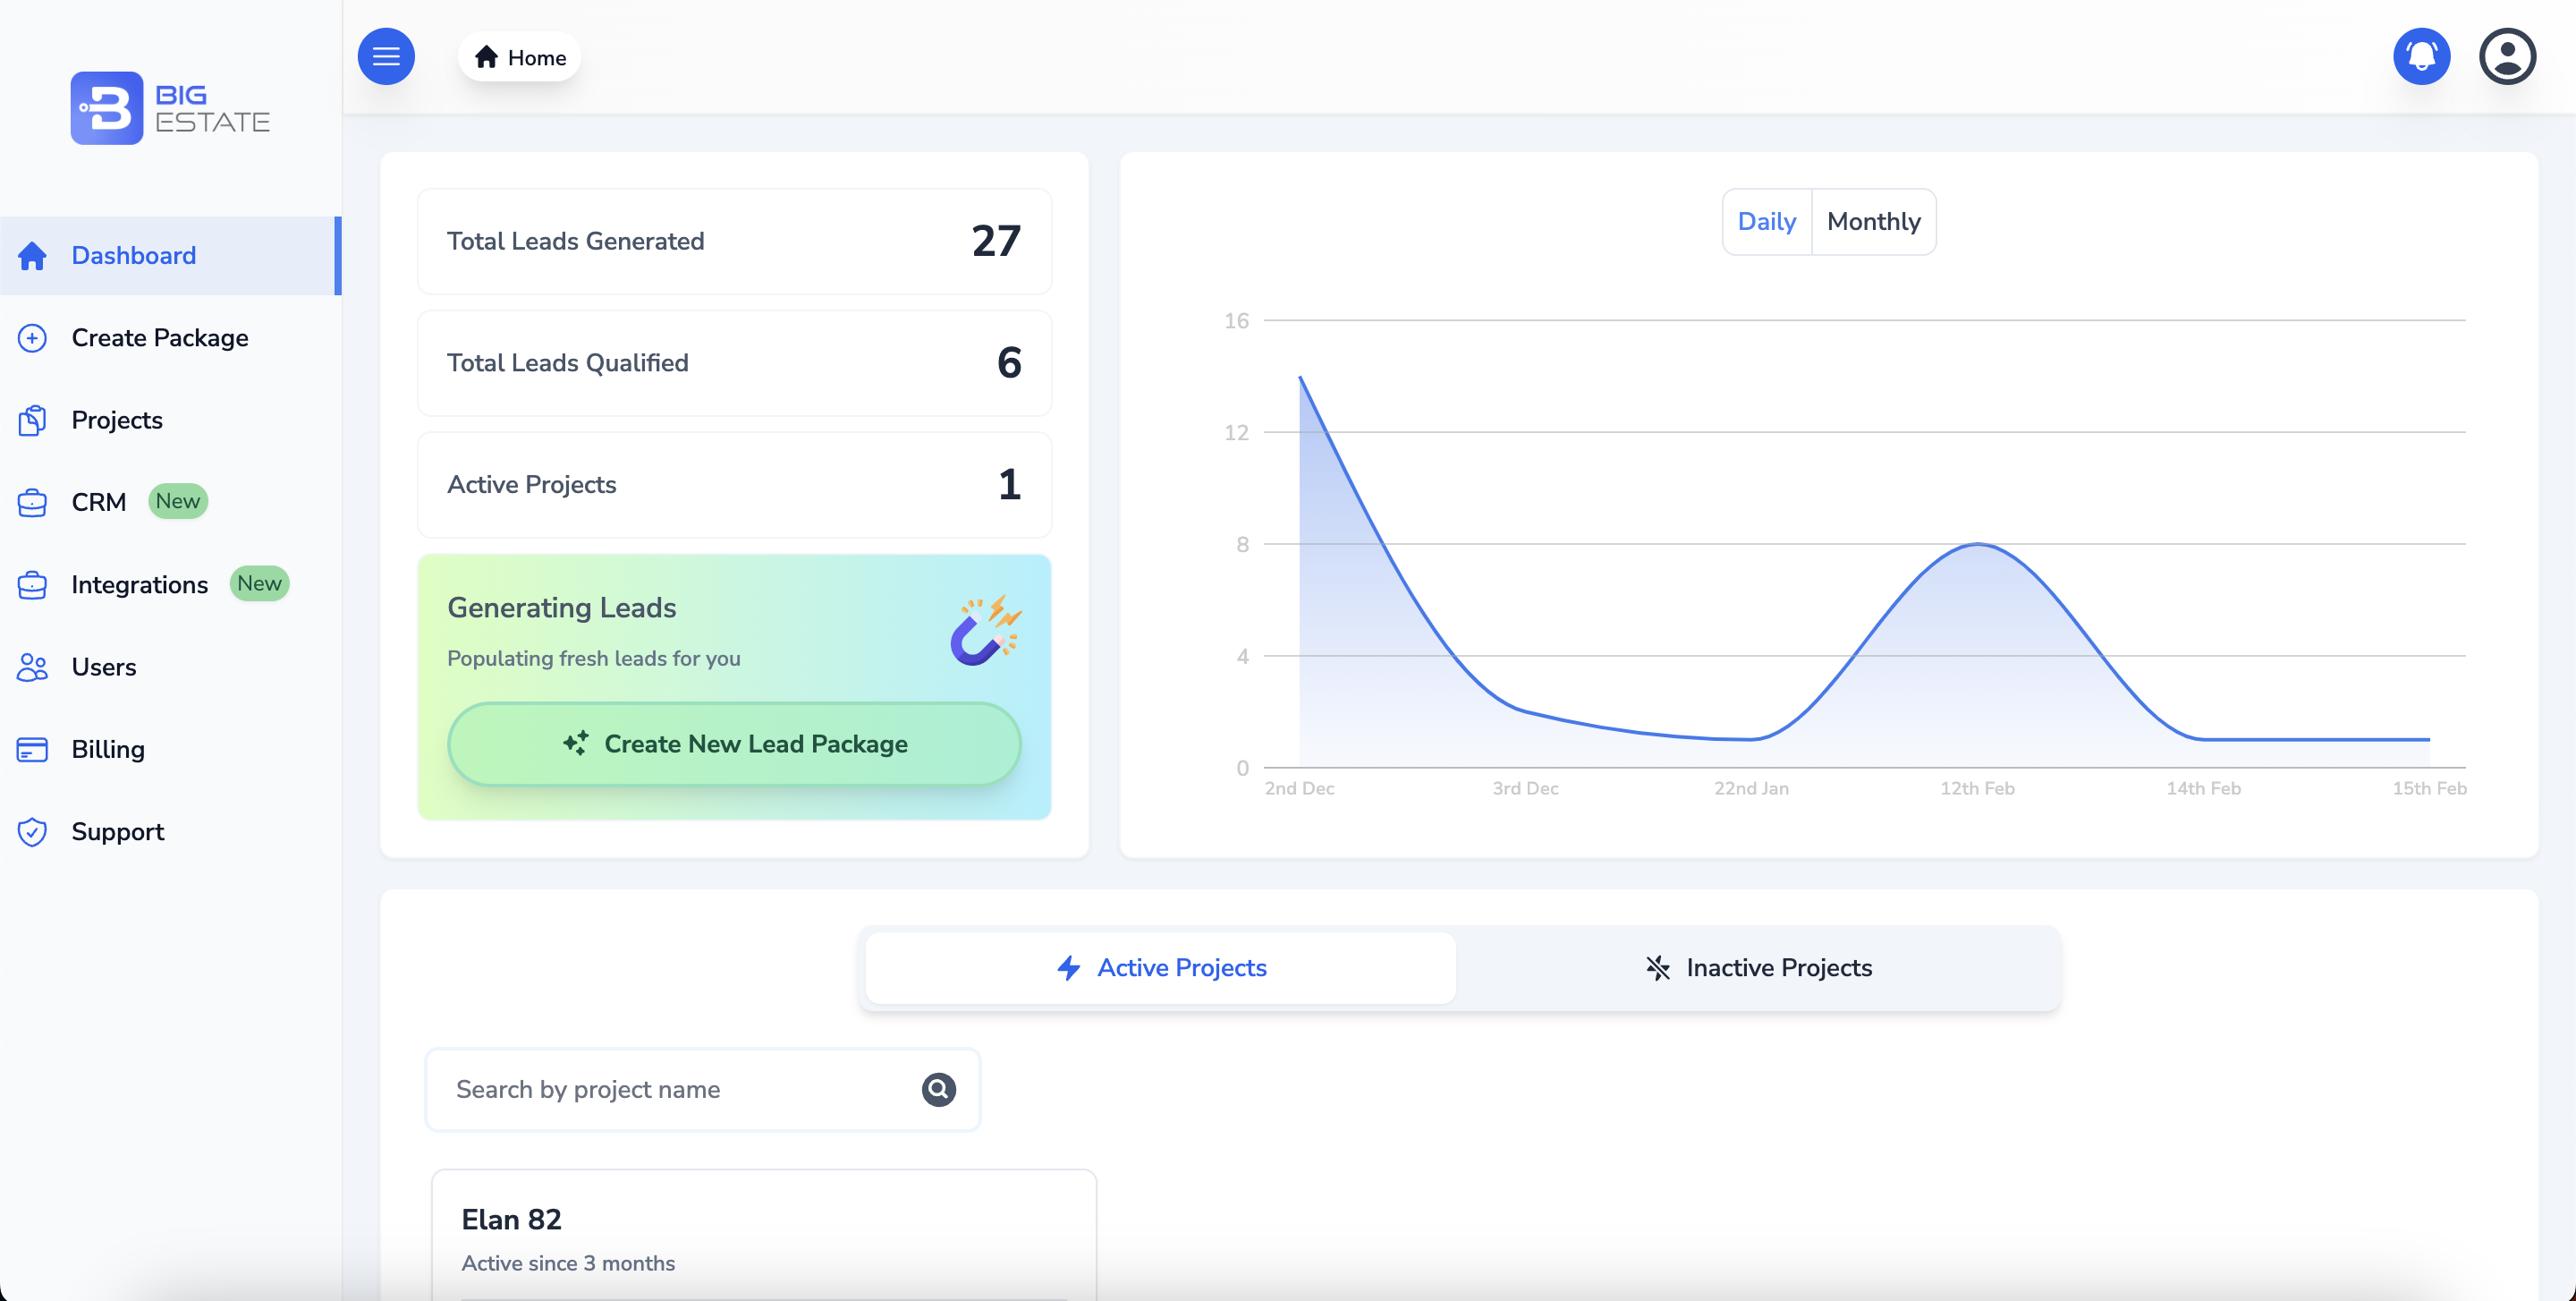 BIG
ESTATE
Home
Dashboard
Create Package
Projects
CRM New
Integrations New
Users
Billing
Support
Total Leads Generated 27
Total Leads Qualified 6
Active Projects 1
Generating Leads
Populating fresh leads for you
Create New Lead Package
Daily Monthly
16
12
8
4
0
2nd Dec 3rd Dec 22nd Jan 12th Feb 14th Feb 15th Feb
Active Projects Inactive Projects
Search by project name
Elan 82
Active since 3 months